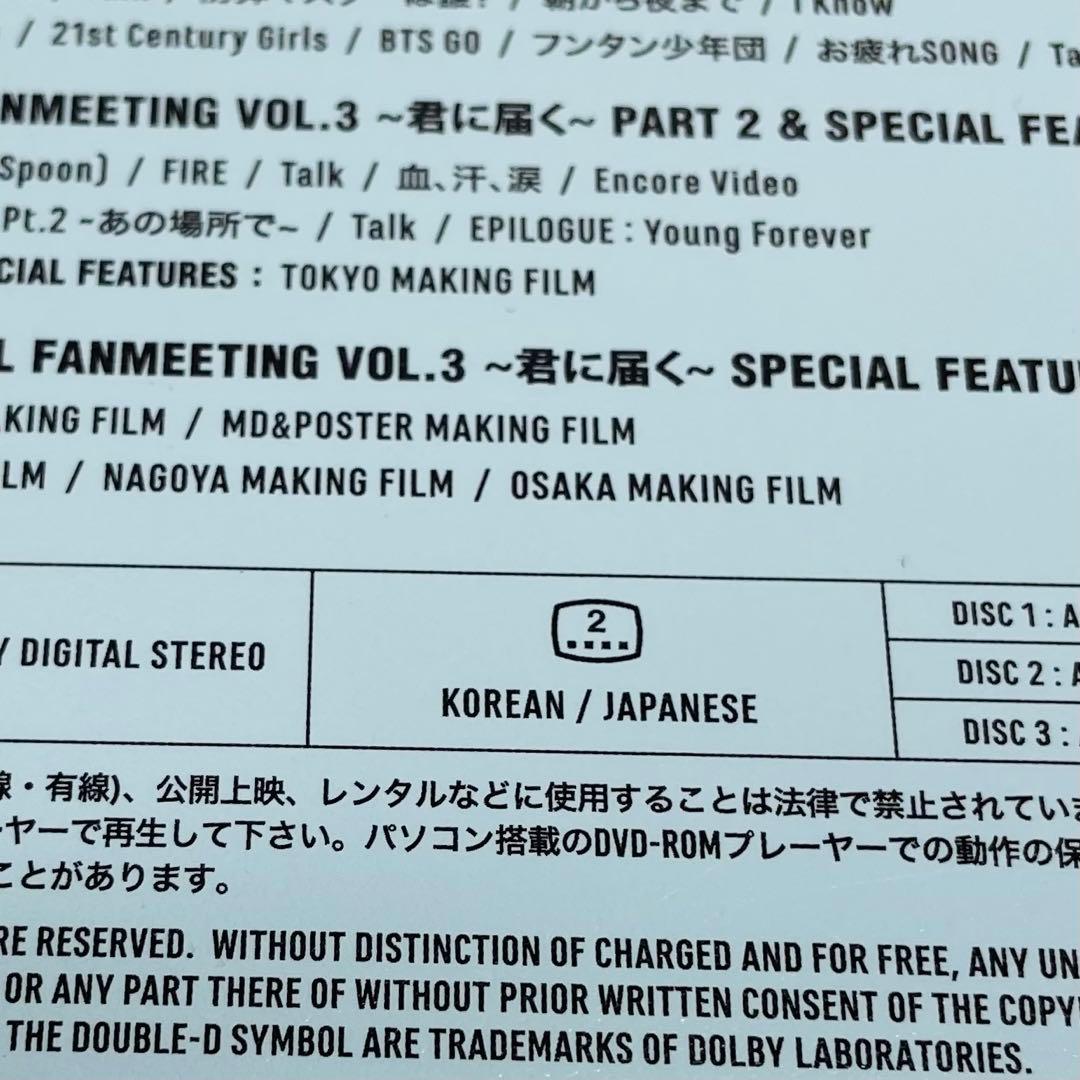 / I Know
/ 21st Century Girls / BTS GO / フンタン少年団 / お疲れSONG / Ta
NMEETING VOL.3 ~君に届く~ PART 2 & SPECIAL FEA
Spoon) / FIRE / Talk / 血、汗、涙 / Encore Video
Pt.2 ~あの場所で~ / Talk / EPILOGUE : Young Forever
CIAL FEATURES : TOKYO MAKING FILM
L FANMEETING VOL.3 ~君に届く~ SPECIAL FEATU
KING FILM / MD&POSTER MAKING FILM
LM / NAGOYA MAKING FILM / OSAKA MAKING FILM
Y DIGITAL STEREO
2
KOREAN / JAPANESE
DISC 1 : A
DISC 2 : A
DISC 3 :
線・有線)、公開上映、レンタルなどに使用することは法律で禁止されていま
ーヤーで再生して下さい。パソコン搭載のDVD-ROMプレーヤーでの動作の保
ことがあります。
RE RESERVED. WITHOUT DISTINCTION OF CHARGED AND FOR FREE, ANY UN
OR ANY PART THERE OF WITHOUT PRIOR WRITTEN CONSENT OF THE COPY
THE DOUBLE-D SYMBOL ARE TRADEMARKS OF DOLBY LABORATORIES.